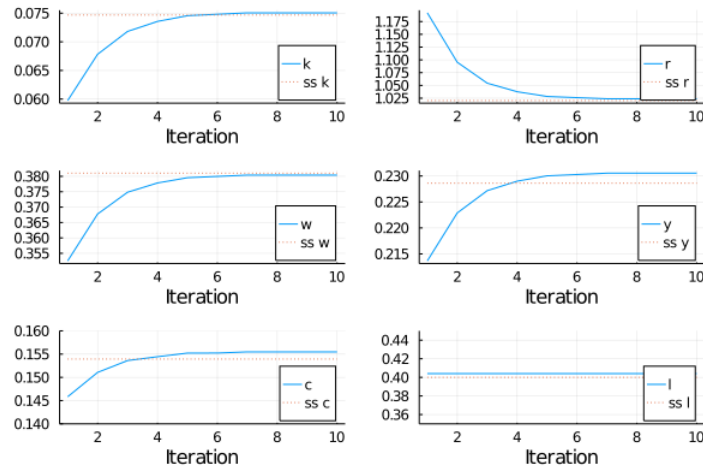 0.075
0.070
0.065
0.060
2 4 6 8 10
Iteration
k
ss k
1.175
1.150
1.125
1.100
1.075
1.050
1.025
2 4 6 8 10
Iteration
r
ss r
0.380
0.375
0.370
0.365
0.360
0.355
2 4 6 8 10
Iteration
w
ss w
0.230
0.225
0.220
0.215
2 4 6 8 10
Iteration
y
ss y
0.160
0.155
0.150
0.145
0.140
2 4 6 8 10
Iteration
c
ss c
0.44
0.42
0.40
0.38
0.36
2 4 6 8 10
Iteration
l
ss l